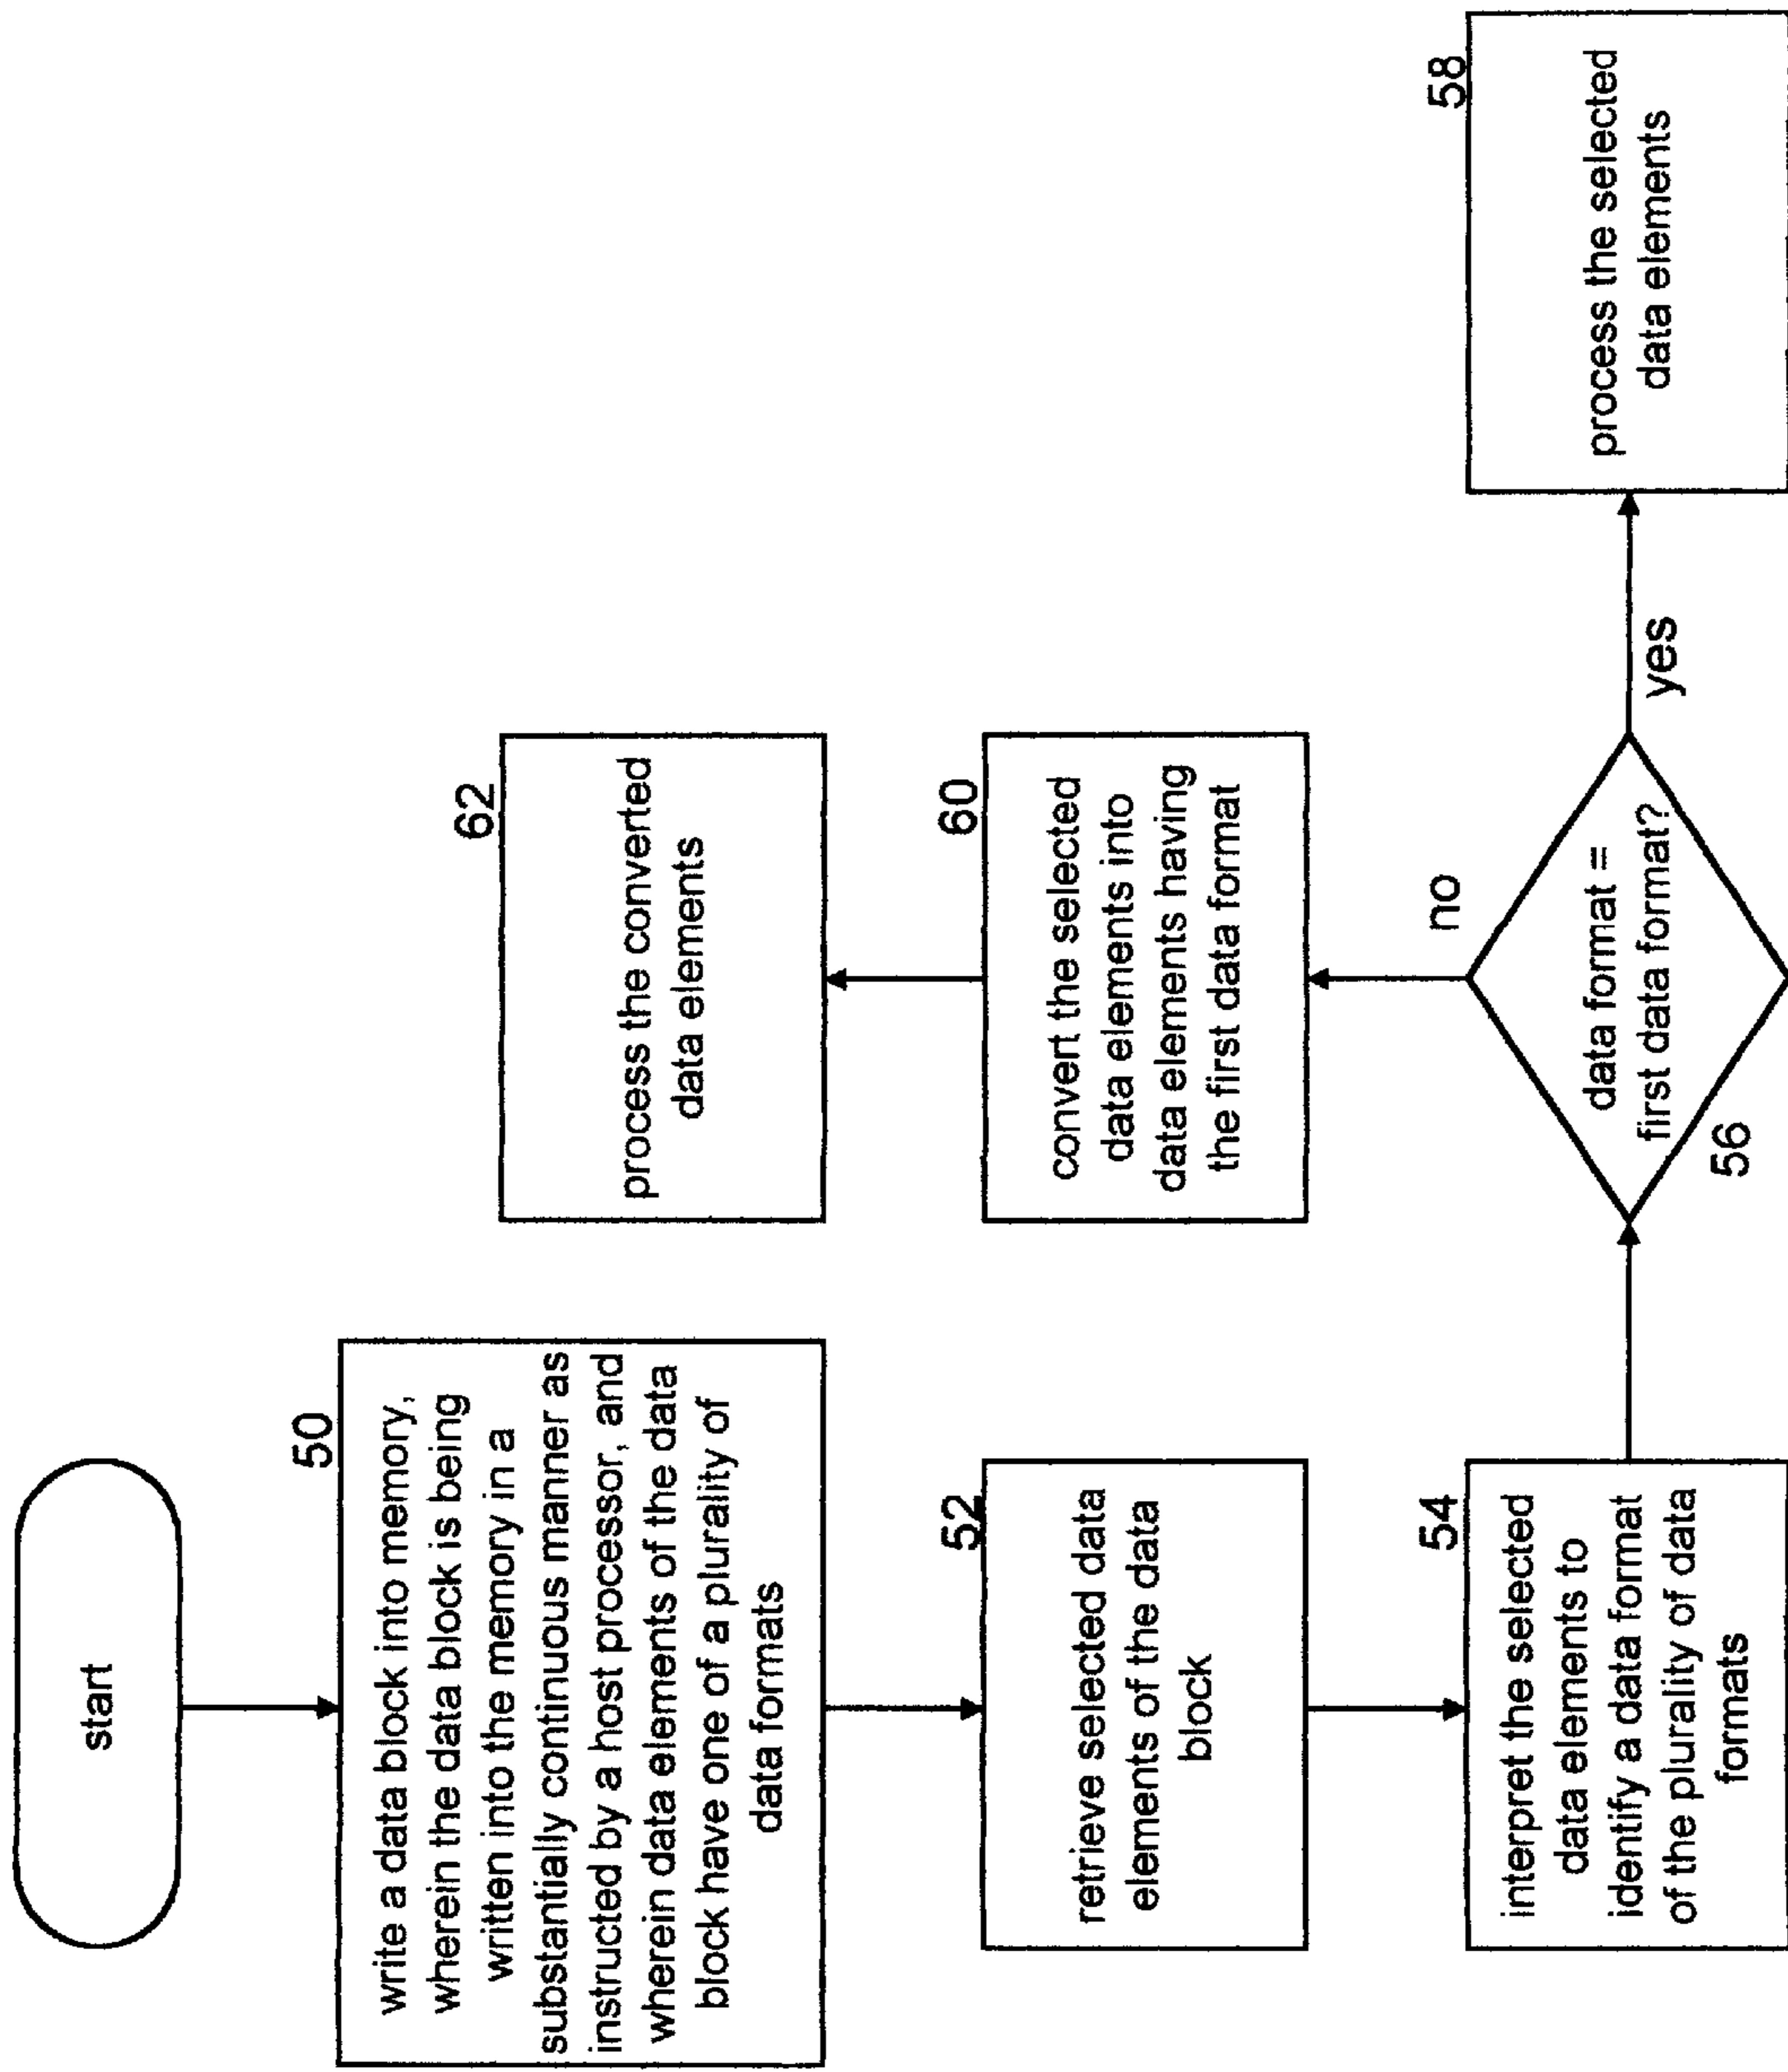 start
50
write a data block into memory,
wherein the data block is being
written into the memory in a
substantially continuous manner as
instructed by a host processor, and
wherein data elements of the data
block have one of a plurality of
data formats
52
retrieve selected data
elements of the data
block
54
interpret the selected
data elements to
identify a data format
of the plurality of data
formats
56
data format =
first data format?
yes
58
process the selected
data elements
no
60
convert the selected
data elements into
data elements having
the first data format
62
process the converted
data elements